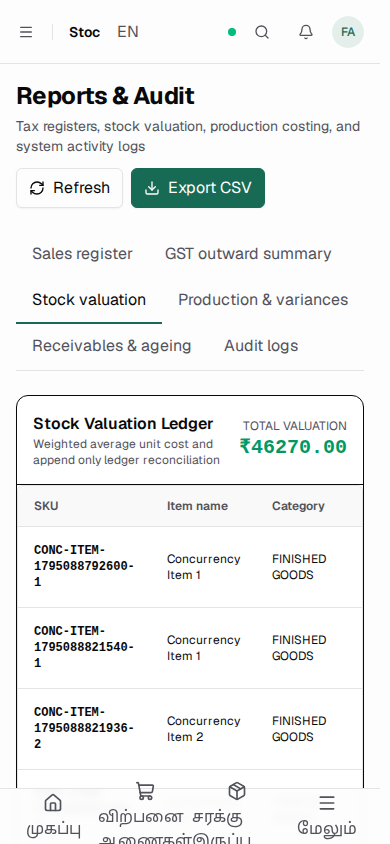 Stoc EN FA
Reports & Audit
Tax registers, stock valuation, production costing, and
system activity logs
Refresh Export CSV
Sales register GST outward summary
Stock valuation Production & variances
Receivables & ageing Audit logs
Stock Valuation Ledger
Weighted average unit cost and
append only ledger reconciliation
TOTAL VALUATION
₹46270.00
SKU Item name Category
CONC-ITEM-
1795088792600-
1
Concurrency
Item 1
FINISHED
GOODS
CONC-ITEM-
1795088821540-
1
Concurrency
Item 1
FINISHED
GOODS
CONC-ITEM-
1795088821936-
2
Concurrency
Item 2
FINISHED
GOODS
முகப்பு
விற்பனை
ஆணைகள்
சரக்கு
இருப்பு
மேலும்